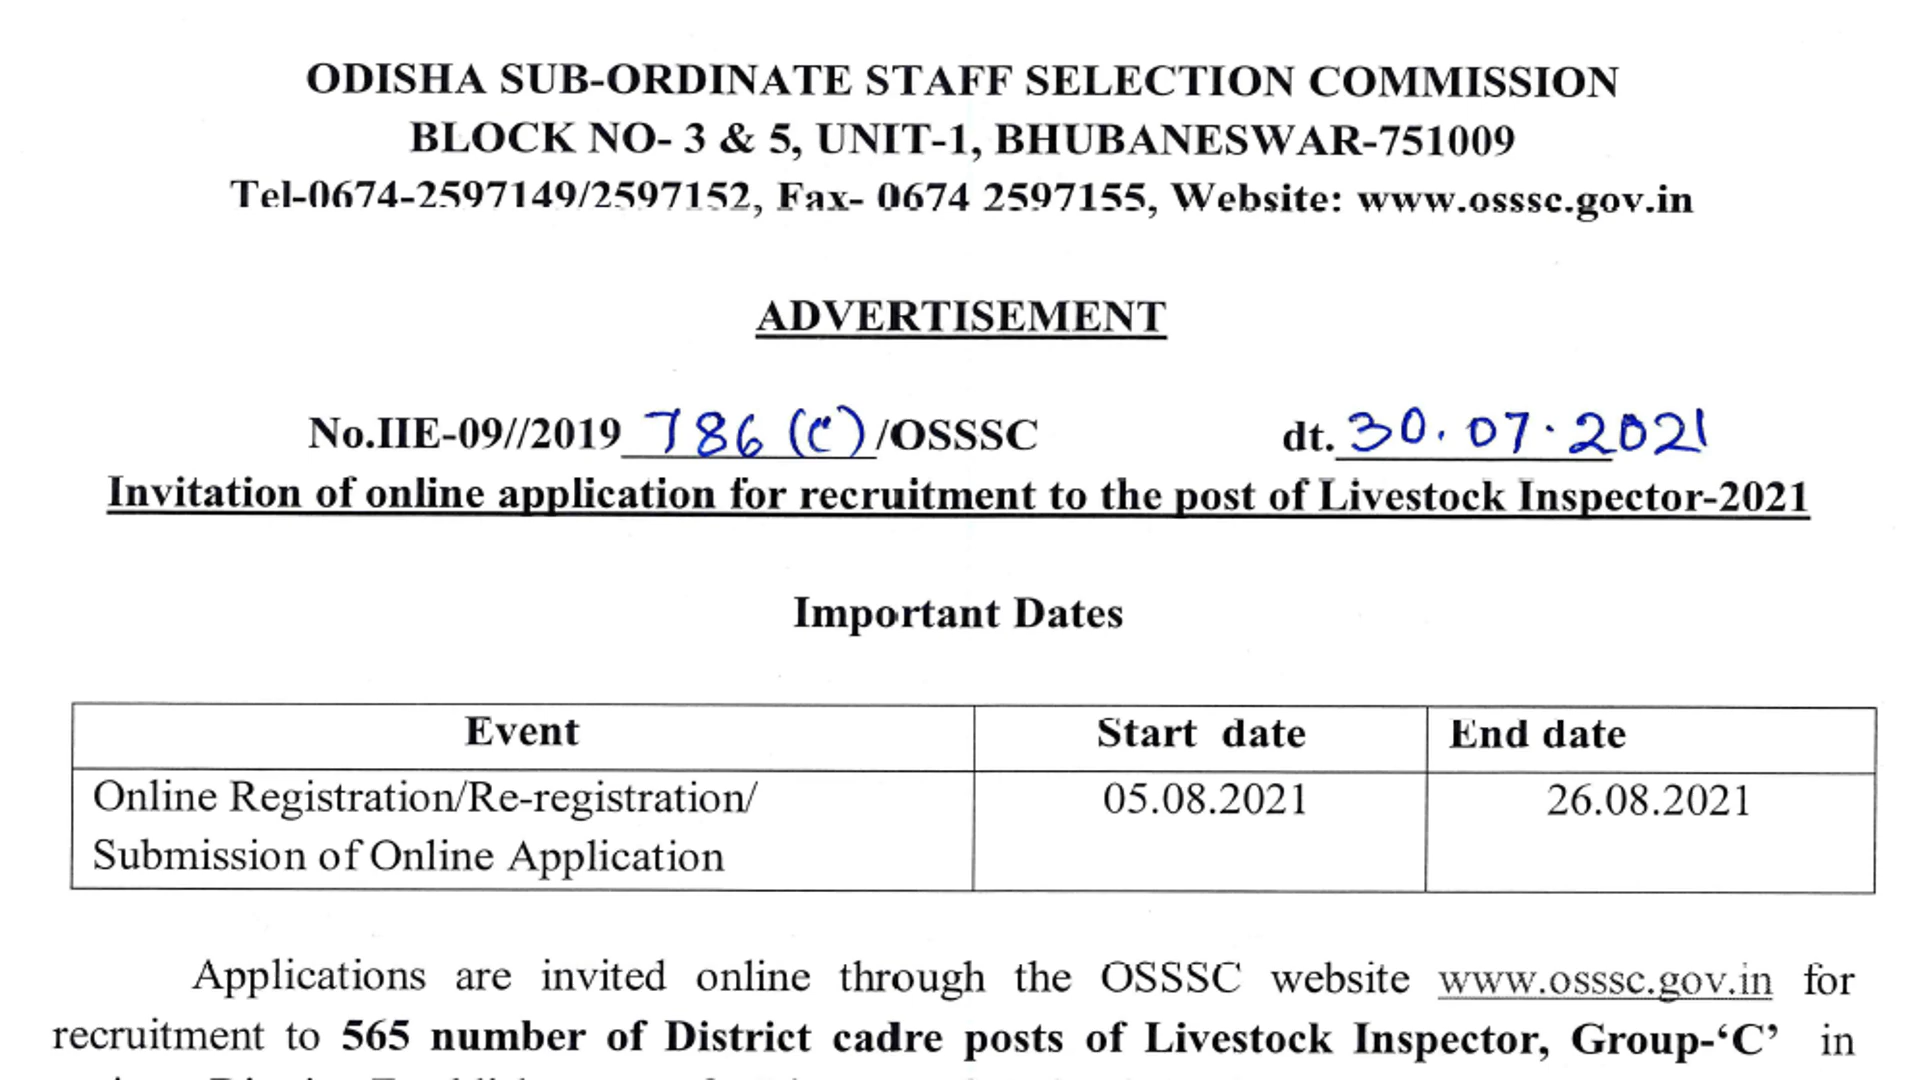 ODISHA SUB-ORDINATE STAFF SELECTION COMMISSION
BLOCK NO- 3 & 5, UNIT-1, BHUBANESWAR-751009
Tel-0674-2597149/2597152, Fax- 0674 2597155, Website: www.osssc.gov.in
ADVERTISEMENT
No.IIE-09//2019 786 (C) /OSSSC dt. 30.07.2021
Invitation of online application for recruitment to the post of Livestock Inspector-2021
Important Dates
Event Start date End date
Online Registration/Re-registration/ 05.08.2021 26.08.2021
Submission of Online Application
Applications are invited online through the OSSSC website www.osssc.gov.in for
recruitment to 565 number of District cadre posts of Livestock Inspector, Group-‘C’ in